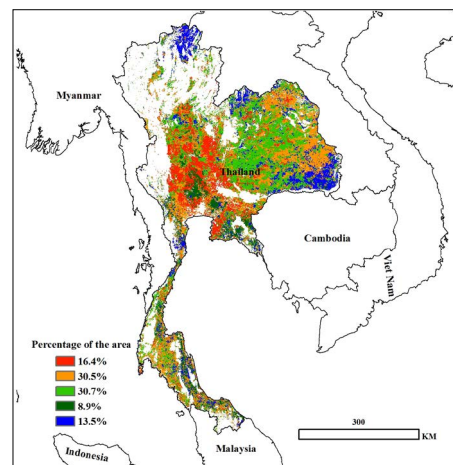 Myanmar
Thailand
Cambodia
Viet Nam
Percentage of the area
16.4%
30.5%
30.7%
8.9%
13.5%
300
KM
Malaysia
Indonesia